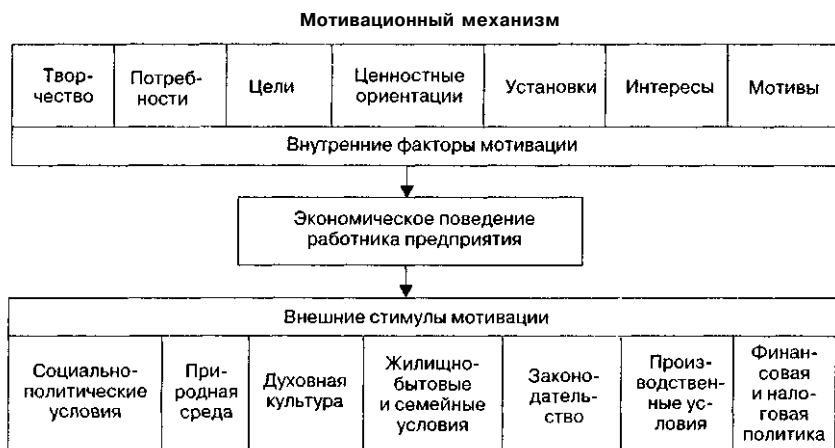 Мотивационный механизм
Твор-
чество
Потреб-
ности
Цели
Ценностные
ориентации
Установки
Интересы
Мотивы
Внутренние факторы мотивации
Экономическое поведение
работника предприятия
Внешние стимулы мотивации
Социально-
политические
условия
При-
родная
среда
Духовная
культура
Жилищно-
бытовые
и семейные
условия
Законо-
дательс-
тво
Произ-
водствен-
ные ус-
ловия
Финан-
совая
и нало-
говая
политика